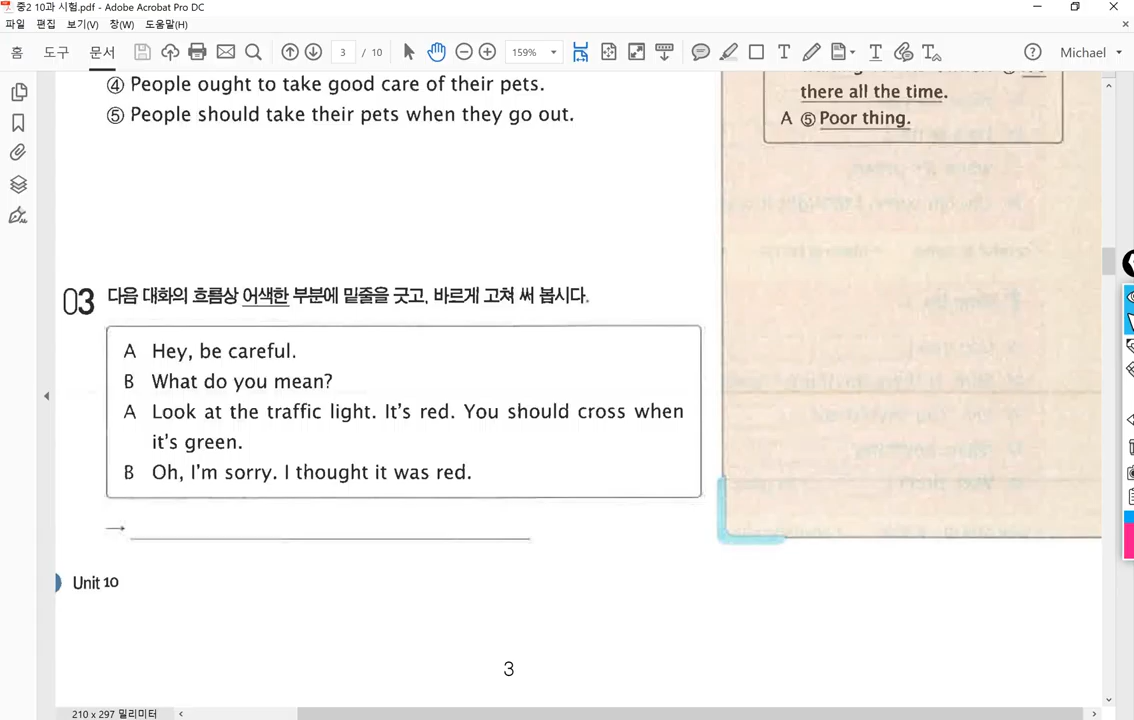 중2 10과 시험.pdf - Adobe Acrobat Pro DC
파일 편집 보기(V) 창(W) 도움말(H)
홈 도구 문서 3 / 10 159% Michael
④ People ought to take good care of their pets.
⑤ People should take their pets when they go out.
there all the time.
A ⑤ Poor thing.
03 다음 대화의 흐름상 어색한 부분에 밑줄을 긋고, 바르게 고쳐 써 봅시다.
A Hey, be careful.
B What do you mean?
A Look at the traffic light. It's red. You should cross when
it's green.
B Oh, I'm sorry. I thought it was red.
→
Unit 10
3
210 x 297 밀리미터